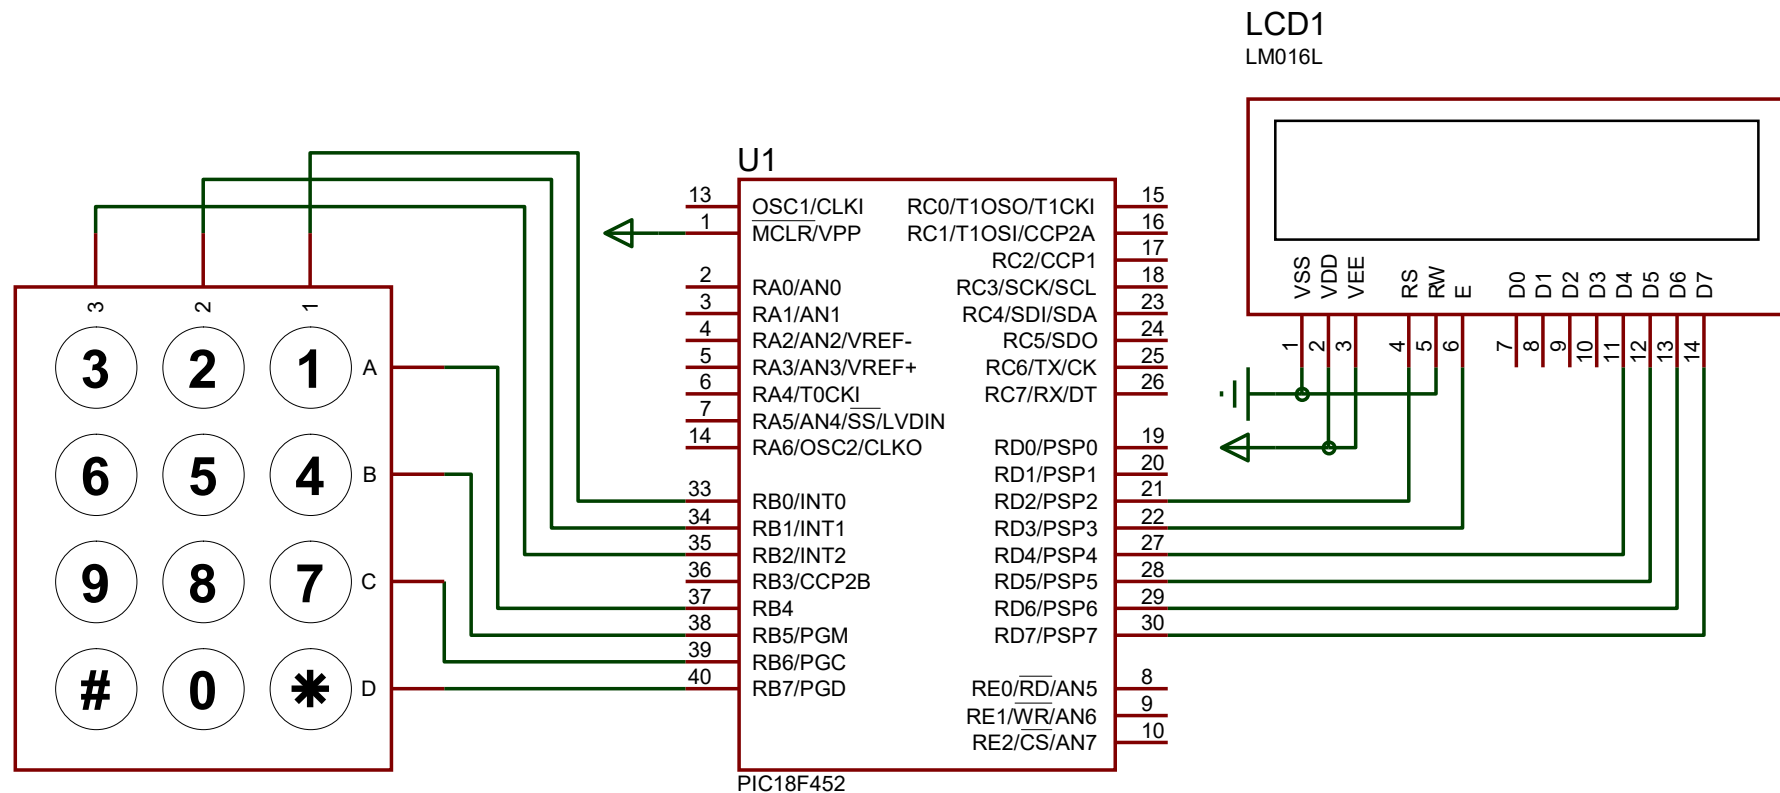 LCD1
LM016L
VSS VDD VEE RS RW E D0 D1 D2 D3 D4 D5 D6 D7
1 2 3 4 5 6 7 8 9 10 11 12 13 14
3 2 1
3 2 1 A
6 5 4 B
9 8 7 C
# 0 * D
U1
13 OSC1/CLKI RC0/T1OSO/T1CKI 15
1 MCLR/VPP RC1/T1OSI/CCP2A 16
RC2/CCP1 17
2 RA0/AN0 RC3/SCK/SCL 18
3 RA1/AN1 RC4/SDI/SDA 23
4 RA2/AN2/VREF- RC5/SDO 24
5 RA3/AN3/VREF+ RC6/TX/CK 25
6 RA4/T0CKI RC7/RX/DT 26
7 RA5/AN4/SS/LVDIN
14 RA6/OSC2/CLKO RD0/PSP0 19
RD1/PSP1 20
33 RB0/INT0 RD2/PSP2 21
34 RB1/INT1 RD3/PSP3 22
35 RB2/INT2 RD4/PSP4 27
36 RB3/CCP2B RD5/PSP5 28
37 RB4 RD6/PSP6 29
38 RB5/PGM RD7/PSP7 30
39 RB6/PGC
40 RB7/PGD RE0/RD/AN5 8
RE1/WR/AN6 9
RE2/CS/AN7 10
PIC18F452